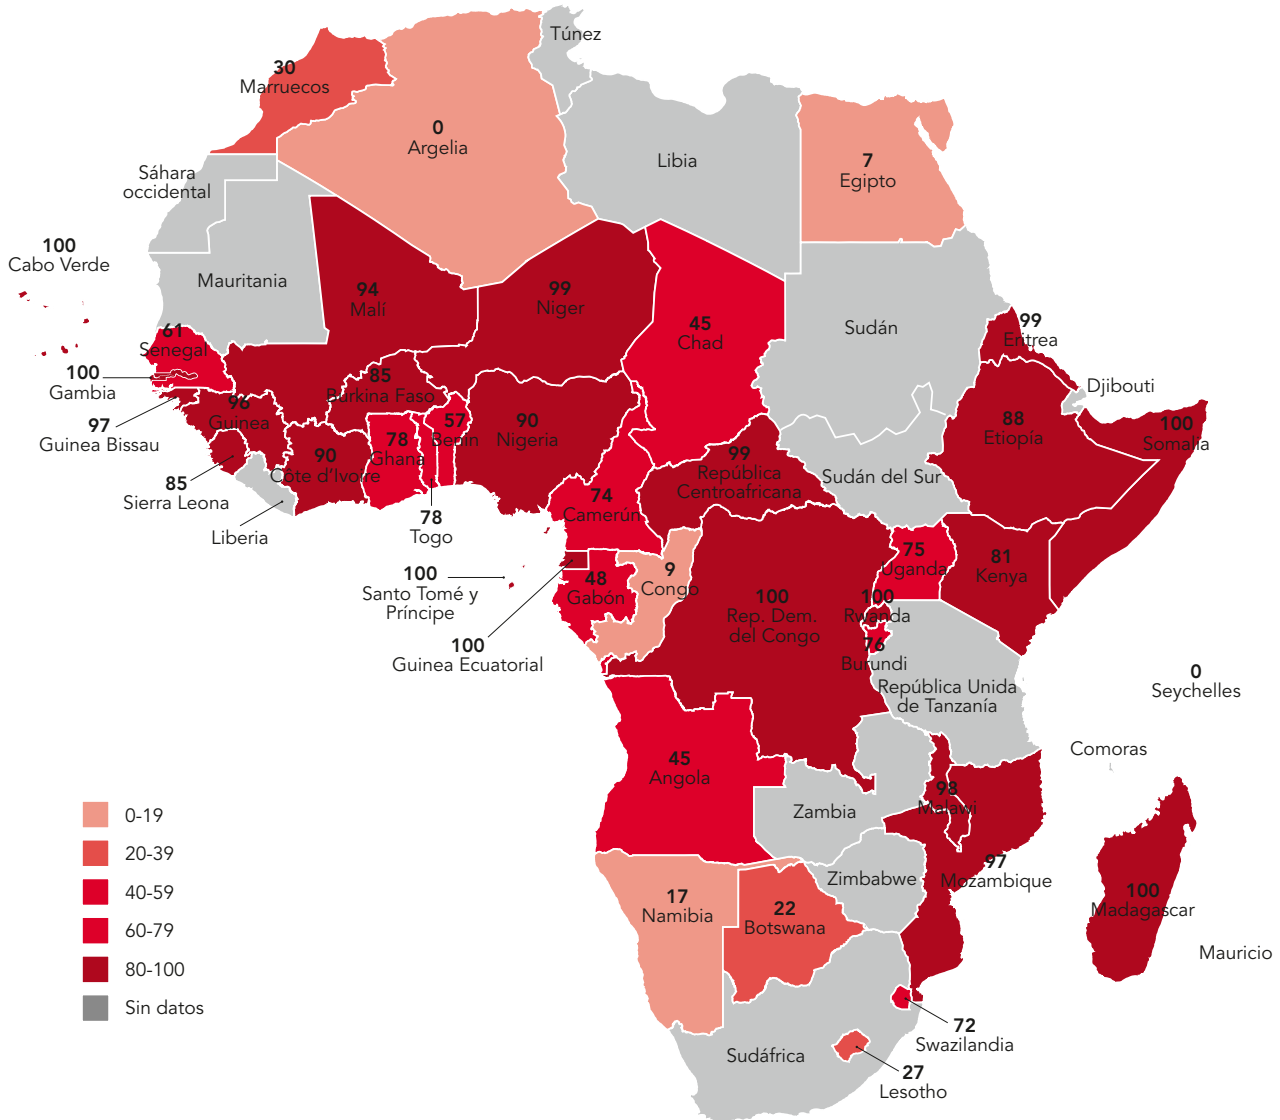 Túnez
30
Marruecos
0
Argelia
Libia
7
Egipto
Sáhara
occidental
100
Cabo Verde
Mauritania
94
Malí
99
Niger
45
Chad
Sudán
99
Eritrea
61
Senegal
100
Gambia
Djibouti
85
Burkina Faso
96
Guinea
97
Guinea Bissau
57
Benin
90
Nigeria
88
Etiopía
100
Somalia
78
Ghana
90
Côte d’Ivoire
99
República
Centroafricana
Sudán del Sur
85
Sierra Leona
74
Camerún
78
Togo
Liberia
75
Uganda
81
Kenya
9
Congo
48
Gabón
100
Santo Tomé y
Príncipe
100
Rep. Dem.
del Congo
100
Rwanda
100
Guinea Ecuatorial
76
Burundi
República Unida
de Tanzanía
0
Seychelles
45
Angola
Comoras
98
Malawi
Zambia
97
Mozambique
Zimbabwe
17
Namibia
22
Botswana
100
Madagascar
Mauricio
72
Swazilandia
Sudáfrica
27
Lesotho
0-19
20-39
40-59
60-79
80-100
Sin datos